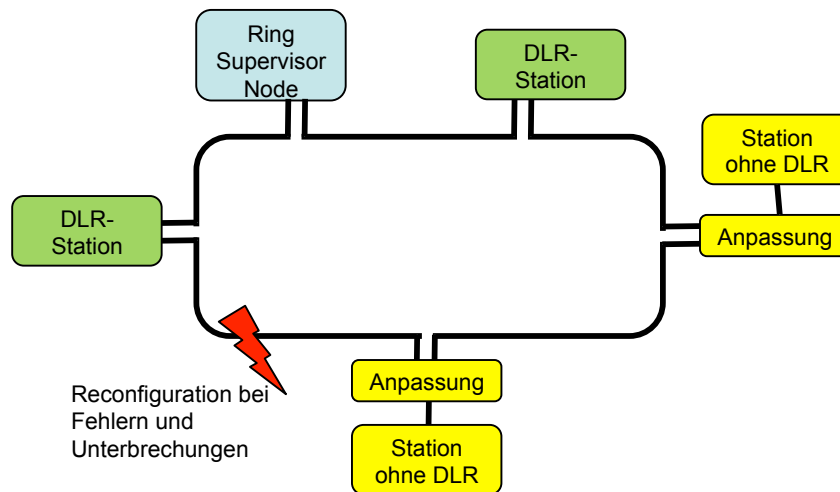 Ring
Supervisor
Node
DLR-
Station
Station
ohne DLR
DLR-
Station
Anpassung
Anpassung
Reconfiguration bei
Fehlern und
Unterbrechungen
Station
ohne DLR